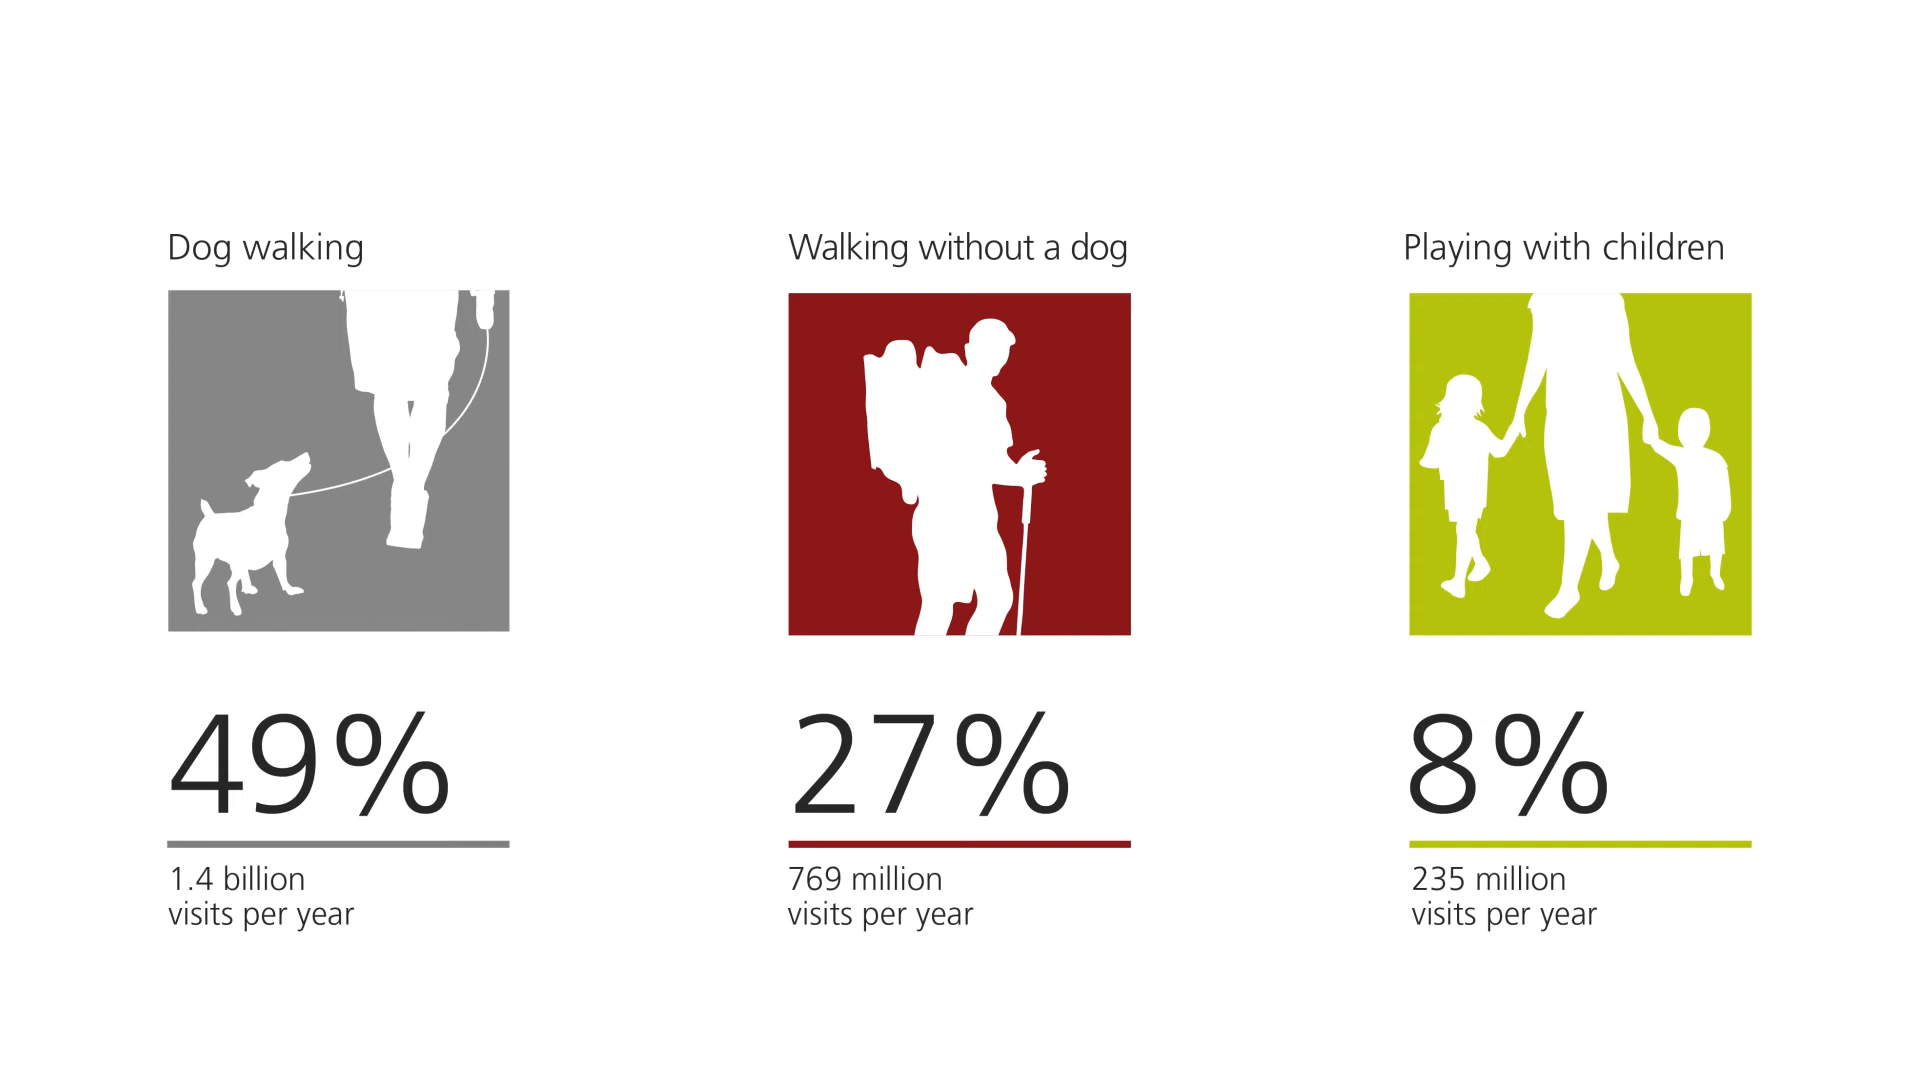 Dog walking
49%
1.4 billion
visits per year
Walking without a dog
27%
769 million
visits per year
Playing with children
8%
235 million
visits per year